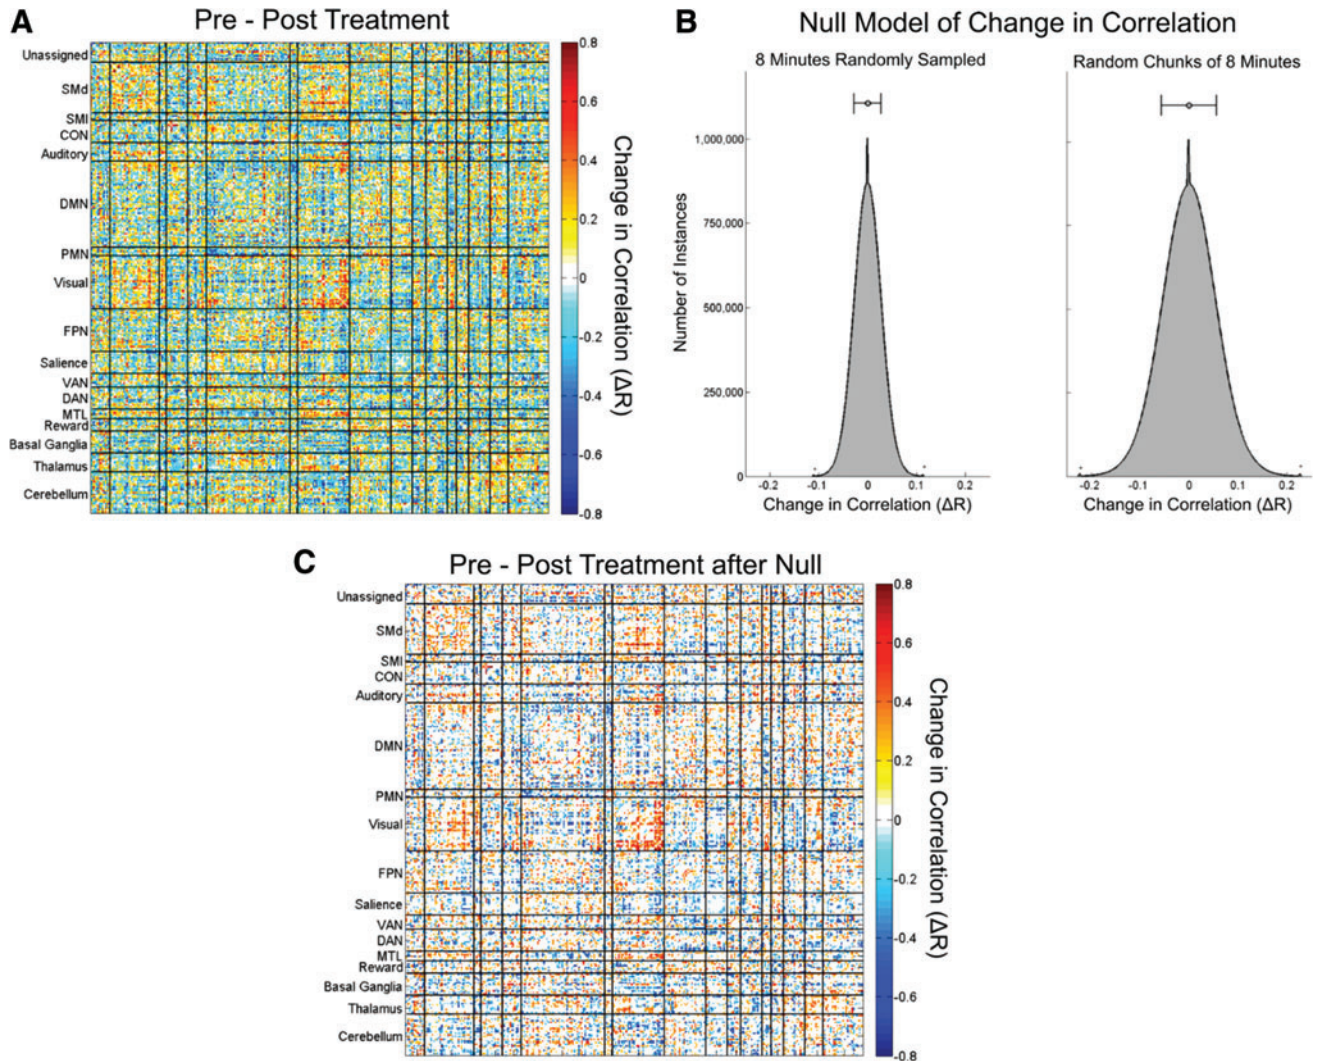 A
Pre - Post Treatment
Unassigned
SMd
SMI
CON
Auditory
DMN
PMN
Visual
FPN
Salience
VAN
DAN
MTL
Reward
Basal Ganglia
Thalamus
Cerebellum
0.8
0.6
0.4
0.2
0
-0.2
-0.4
-0.6
-0.8
Change in Correlation (ΔR)
B
Null Model of Change in Correlation
8 Minutes Randomly Sampled
Number of Instances
1,000,000
750,000
500,000
250,000
0
-0.2 -0.1 0 0.1 0.2
Change in Correlation (ΔR)
Random Chunks of 8 Minutes
-0.2 -0.1 0 0.1 0.2
Change in Correlation (ΔR)
C
Pre - Post Treatment after Null
Unassigned
SMd
SMI
CON
Auditory
DMN
PMN
Visual
FPN
Salience
VAN
DAN
MTL
Reward
Basal Ganglia
Thalamus
Cerebellum
0.8
0.6
0.4
0.2
0
-0.2
-0.4
-0.6
-0.8
Change in Correlation (ΔR)